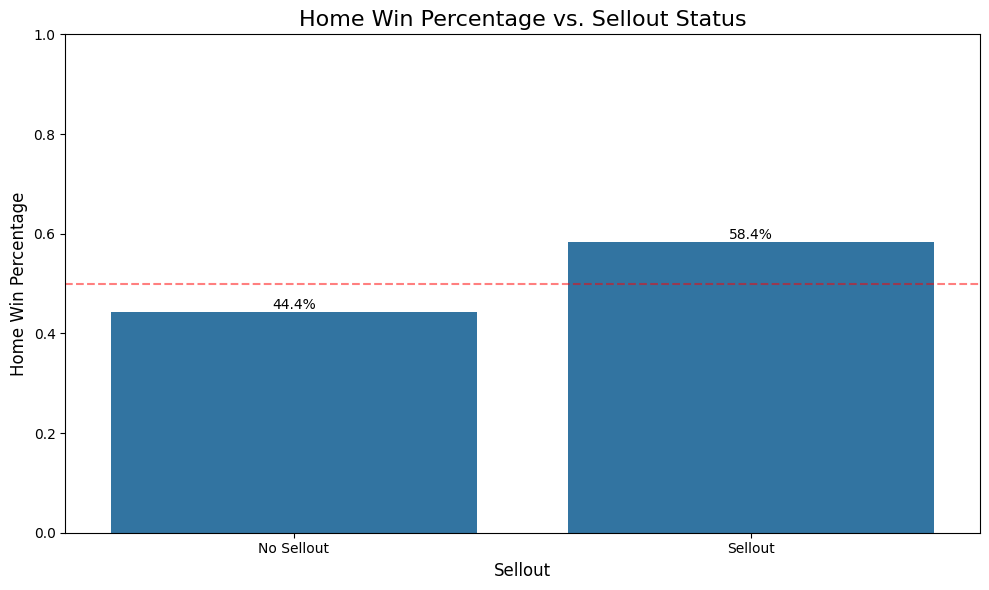 Home Win Percentage vs. Sellout Status
Home Win Percentage
1.0
0.8
0.6
0.4
0.2
0.0
44.4%
58.4%
No Sellout
Sellout
Sellout